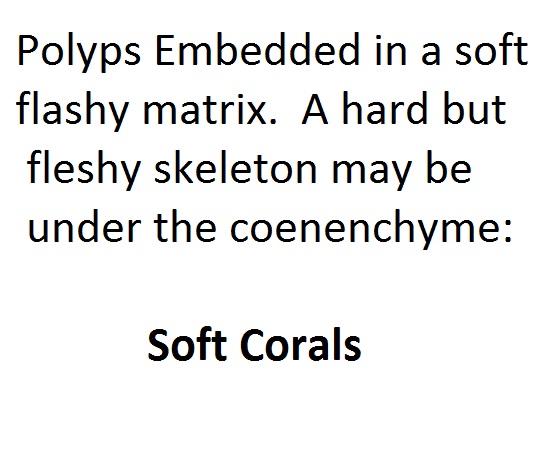 Polyps Embedded in a soft
flashy matrix. A hard but
fleshy skeleton may be
under the coenenchyme:
Soft Corals